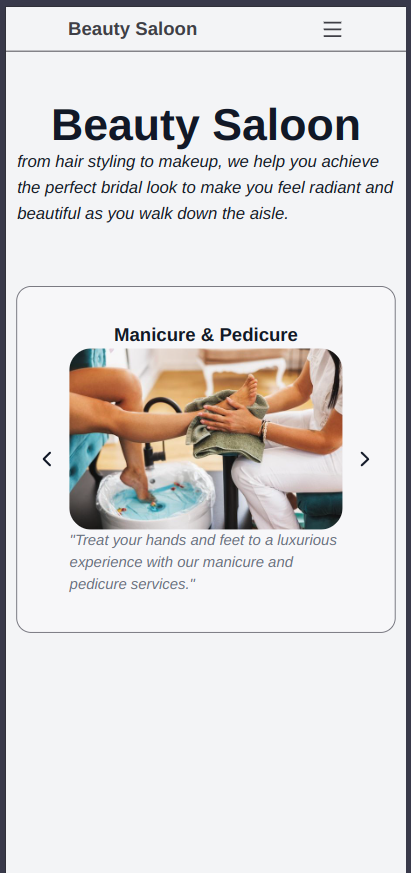 Beauty Saloon
Beauty Saloon
from hair styling to makeup, we help you achieve
the perfect bridal look to make you feel radiant and
beautiful as you walk down the aisle.
Manicure & Pedicure
"Treat your hands and feet to a luxurious
experience with our manicure and
pedicure services."